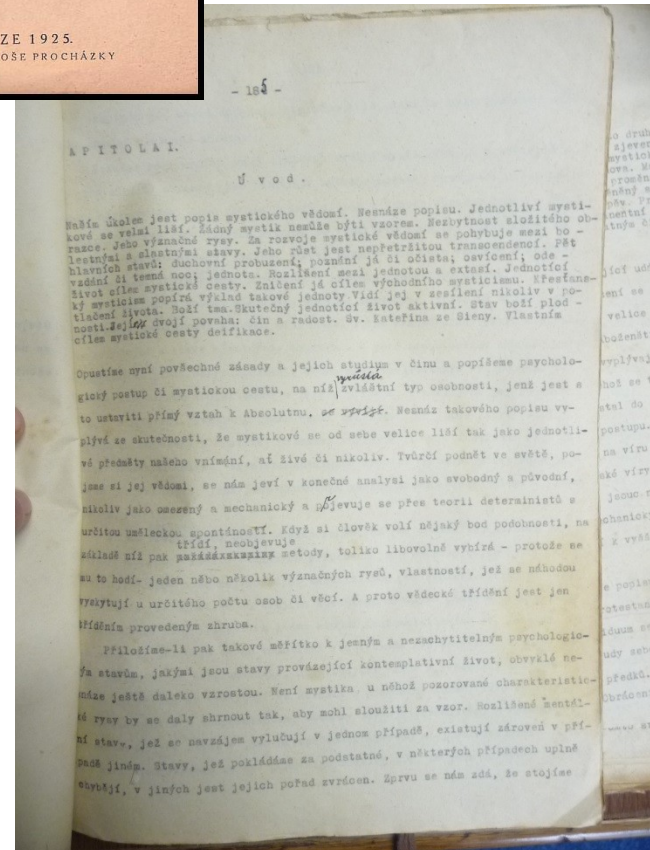 ZE 1925.
OŠE PROCHÁZKY
- 185 -
A P I T O L A I.
Ú v o d .
Naším úkolem jest popis mystického vědomí. Nesnáze popisu. Jednotliví mysti-
kové se velmi liší. Žádný mystik nemůže býti vzorem. Nezbytnost složitého ob-
razce. Jeho význačné rysy. Za rozvoje mystické vědomí se pohybuje mezi bo -
lestnými a slastnými stavy. Jeho růst jest nepřetržitou transcendencí. Pět
hlavních stavů: duchovní probuzení; poznání já či očista; osvícení; ode -
vzdání či temná noc; jednota. Rozlišení mezi jednotou a extasí. Jednotící
život cílem mystické cesty. Zničení já cílem východního mysticismu. Křesťans-
ký mysticism popírá výklad takové jednoty Vidí jej v zesílení nikoliv v po-
tlačení života. Boží tma. Skutečný jednotící život aktivní. Stav boží plod -
nosti. Její dvojí povaha: čin a radost. Sv. Kateřina ze Sieny. Vlastním
cílem mystické cesty deifikace.
Opustíme nyní povšechné zásady a jejich studium v činu a popíšeme psycholo-
vyrůstá
gický postup či mystickou cestu, na níž zvláštní typ osobnosti, jenž jest s
to ustaviti přímý vztah k Absolutnu, Nesnáz takového popisu vy-
plývá ze skutečnosti, že mystikové se od sebe velice liší tak jako jednotli-
vé předměty našeho vnímání, ať živé či nikoliv. Tvůrčí podnět ve světě, po-
jsme si jej vědomi, se nám jeví v konečné analysi jako svobodný a původní,
nikoliv jako omezený a mechanický a projevuje se přes teorii deterministů s
určitou uměleckou spontánostI. Když si člověk volí nějaký bod podobnosti, na
třídí, neobjevuje
základě níž pak metody, toliko libovolně vybírá - protože se
mu to hodí- jeden nebo několik význačných rysů, vlastností, jež se náhodou
vyskytují u určitého počtu osob či věcí. A proto vědecké třídění jest jen
tříděním provedeným zhruba.
Přiložíme-li pak takové měřítko k jemným a nezachytitelným psychologic-
kým stavům, jakými jsou stavy provázející kontemplativní život, obvyklé ne-
snáze ještě daleko vzrostou. Není mystika u něhož pozorované charakteristic-
ké rysy by se daly shrnout tak, aby mohl sloužiti za vzor. Rozlišené mentál-
ní stavy, jež se navzájem vylučují v jednom případě, existují zároveň v pří-
padě jiném. Stavy, jež pokládáme za podstatné, v některých případech uplně
chybějí, v jiných jest jejich pořad zvrácen. Zprvu se nám zdá, že stojíme